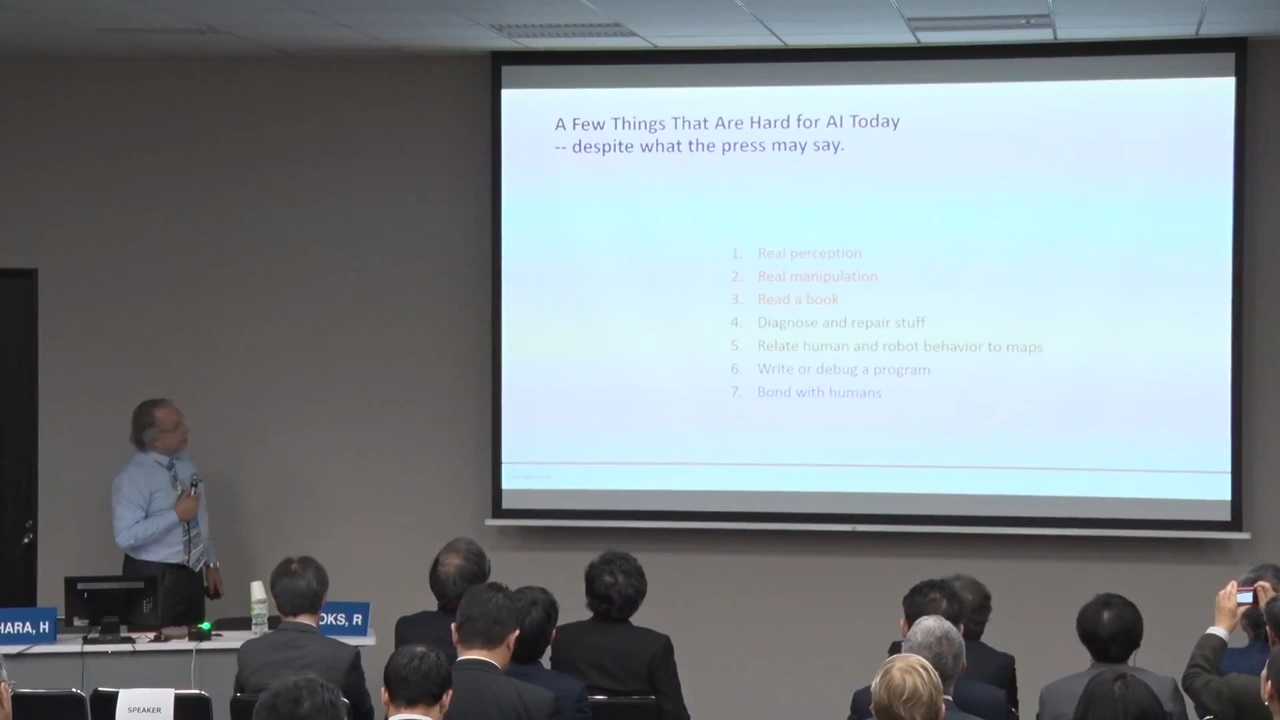 A Few Things That Are Hard for AI Today
-- despite what the press may say.
1. Real perception
2. Real manipulation
3. Read a book
4. Diagnose and repair stuff
5. Relate human and robot behavior to maps
6. Write or debug a program
7. Bond with humans
HARA, H
OKS, R
SPEAKER